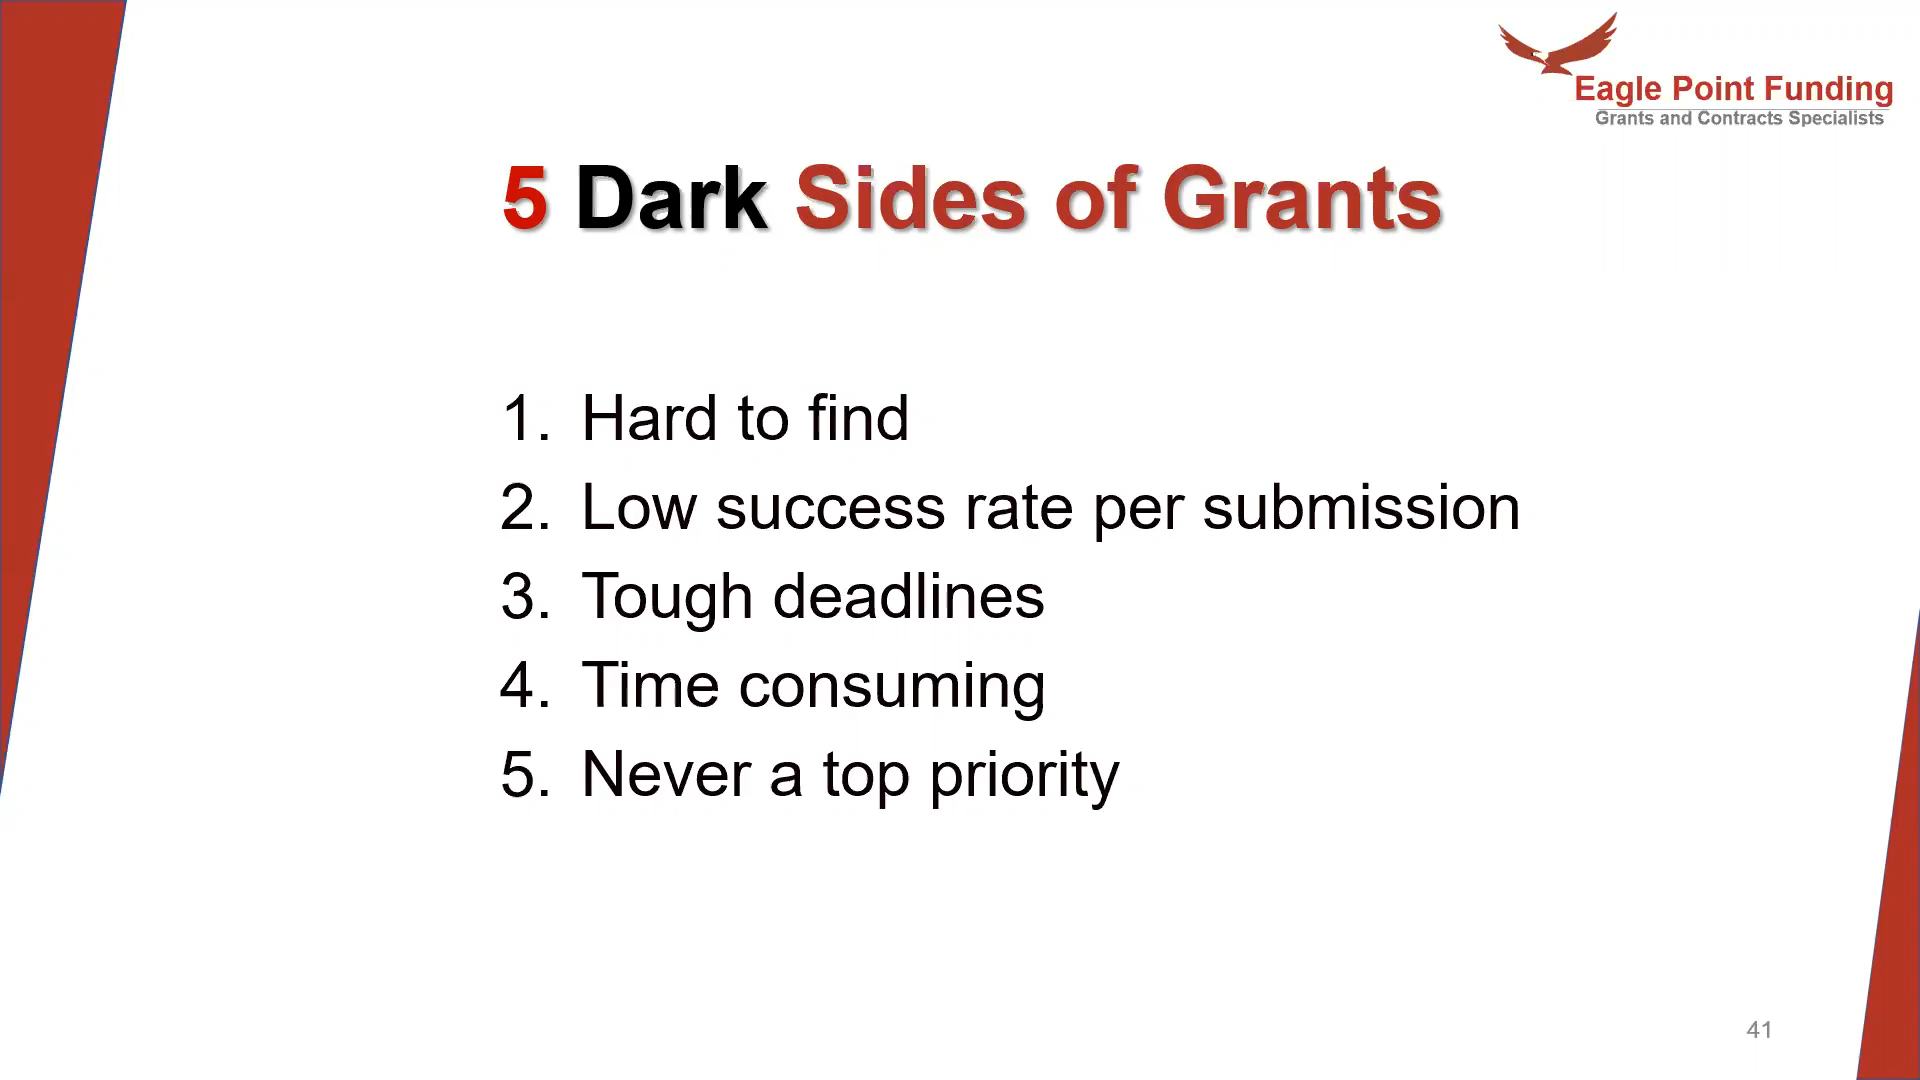 Eagle Point Funding
Grants and Contracts Specialists
5 Dark Sides of Grants
1. Hard to find
2. Low success rate per submission
3. Tough deadlines
4. Time consuming
5. Never a top priority
41